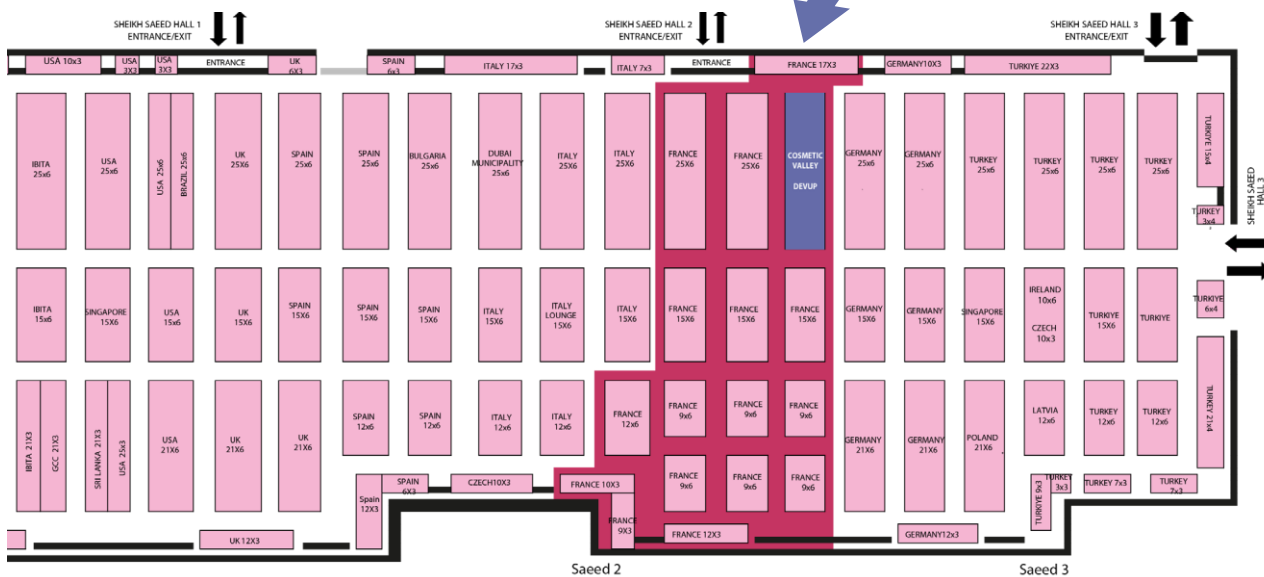 SHEIKH SAEED HALL 1
ENTRANCE/EXIT
SHEIKH SAEED HALL 2
ENTRANCE/EXIT
SHEIKH SAEED HALL 3
ENTRANCE/EXIT
USA 10x3
USA
3X3
USA
3X3
ENTRANCE
UK
6X3
SPAIN
6x3
ITALY 17x3
ITALY 7x3
ENTRANCE
FRANCE 17X3
GERMANY10X3
TURKIYE 22X3
IBITA
25x6
USA
25x6
USA 25x6
BRAZIL 25x6
UK
25X6
SPAIN
25x6
SPAIN
25x6
BULGARIA
25x6
DUBAI
MUNICIPALITY
25x6
ITALY
25X6
ITALY
25X6
FRANCE
25X6
FRANCE
25X6
COSMETIC
VALLEY
DEVUP
GERMANY
25x6
GERMANY
25x6
TURKEY
25x6
TURKEY
25x6
TURKEY
25x6
TURKEY
25x6
TURKIYE 15x4
TURKEY
3x4
SHEIKH SAEED
HALL 3
IBITA
15x6
SINGAPORE
15X6
USA
15x6
UK
15X6
SPAIN
15X6
SPAIN
15X6
SPAIN
15X6
ITALY
15X6
ITALY
LOUNGE
15X6
ITALY
15X6
FRANCE
15X6
FRANCE
15X6
FRANCE
15X6
GERMANY
15X6
GERMANY
15X6
SINGAPORE
15X6
IRELAND
10x6
CZECH
10x3
TURKIYE
15X6
TURKIYE
TURKIYE
6x4
IBITA 21X3
GCC 21X3
SRI LANKA 21X3
USA 25x3
USA
21X6
UK
21X6
UK
21X6
SPAIN
12x6
SPAIN
12x6
ITALY
12x6
ITALY
12x6
FRANCE
12x6
FRANCE
9x6
FRANCE
9x6
FRANCE
9x6
GERMANY
21X6
GERMANY
21X6
POLAND
21X6
LATVIA
12x6
TURKEY
12x6
TURKEY
12x6
TURKEY 21x4
FRANCE
9x6
FRANCE
9x6
FRANCE
9x6
Spain
12X3
SPAIN
6X3
CZECH10X3
FRANCE 10X3
FRANCE
9X3
TURKIYE 9x3
TURKEY
3x3
TURKEY 7x3
TURKEY
7x3
UK 12X3
FRANCE 12X3
GERMANY12x3
Saeed 2
Saeed 3